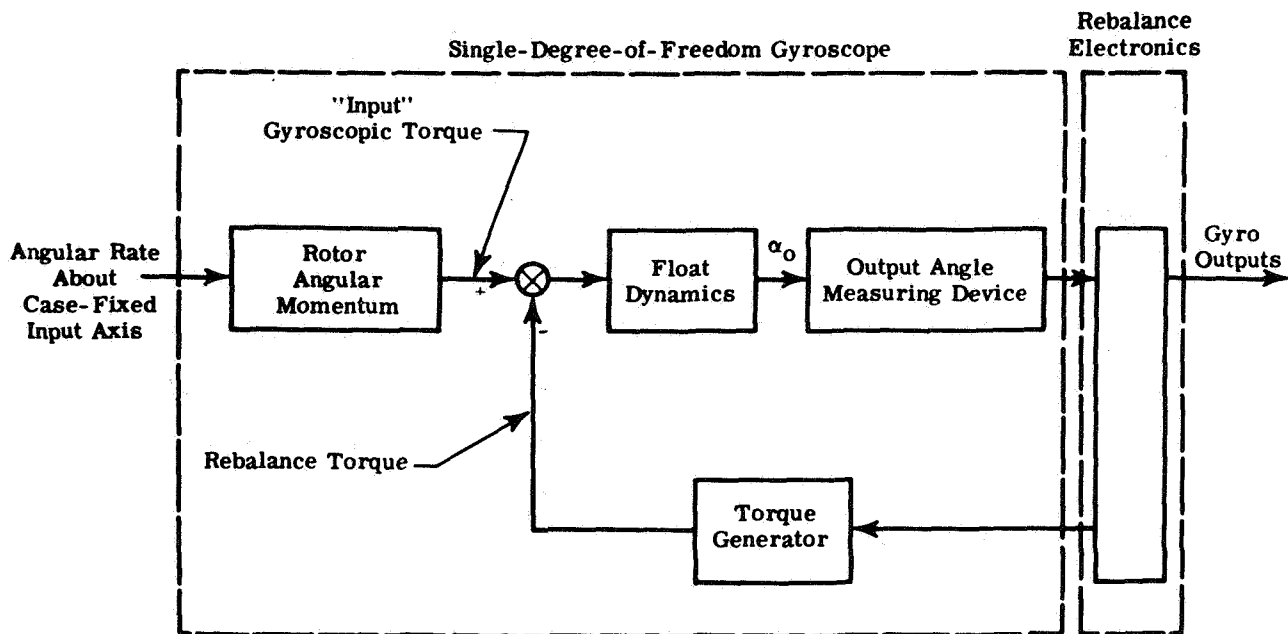 Single-Degree-of-Freedom Gyroscope
Rebalance
Electronics
"Input"
Gyroscopic Torque
Angular Rate
About
Case-Fixed
Input Axis
Rotor
Angular
Momentum
+
-
Float
Dynamics
αo
Output Angle
Measuring Device
Gyro
Outputs
Rebalance Torque
Torque
Generator